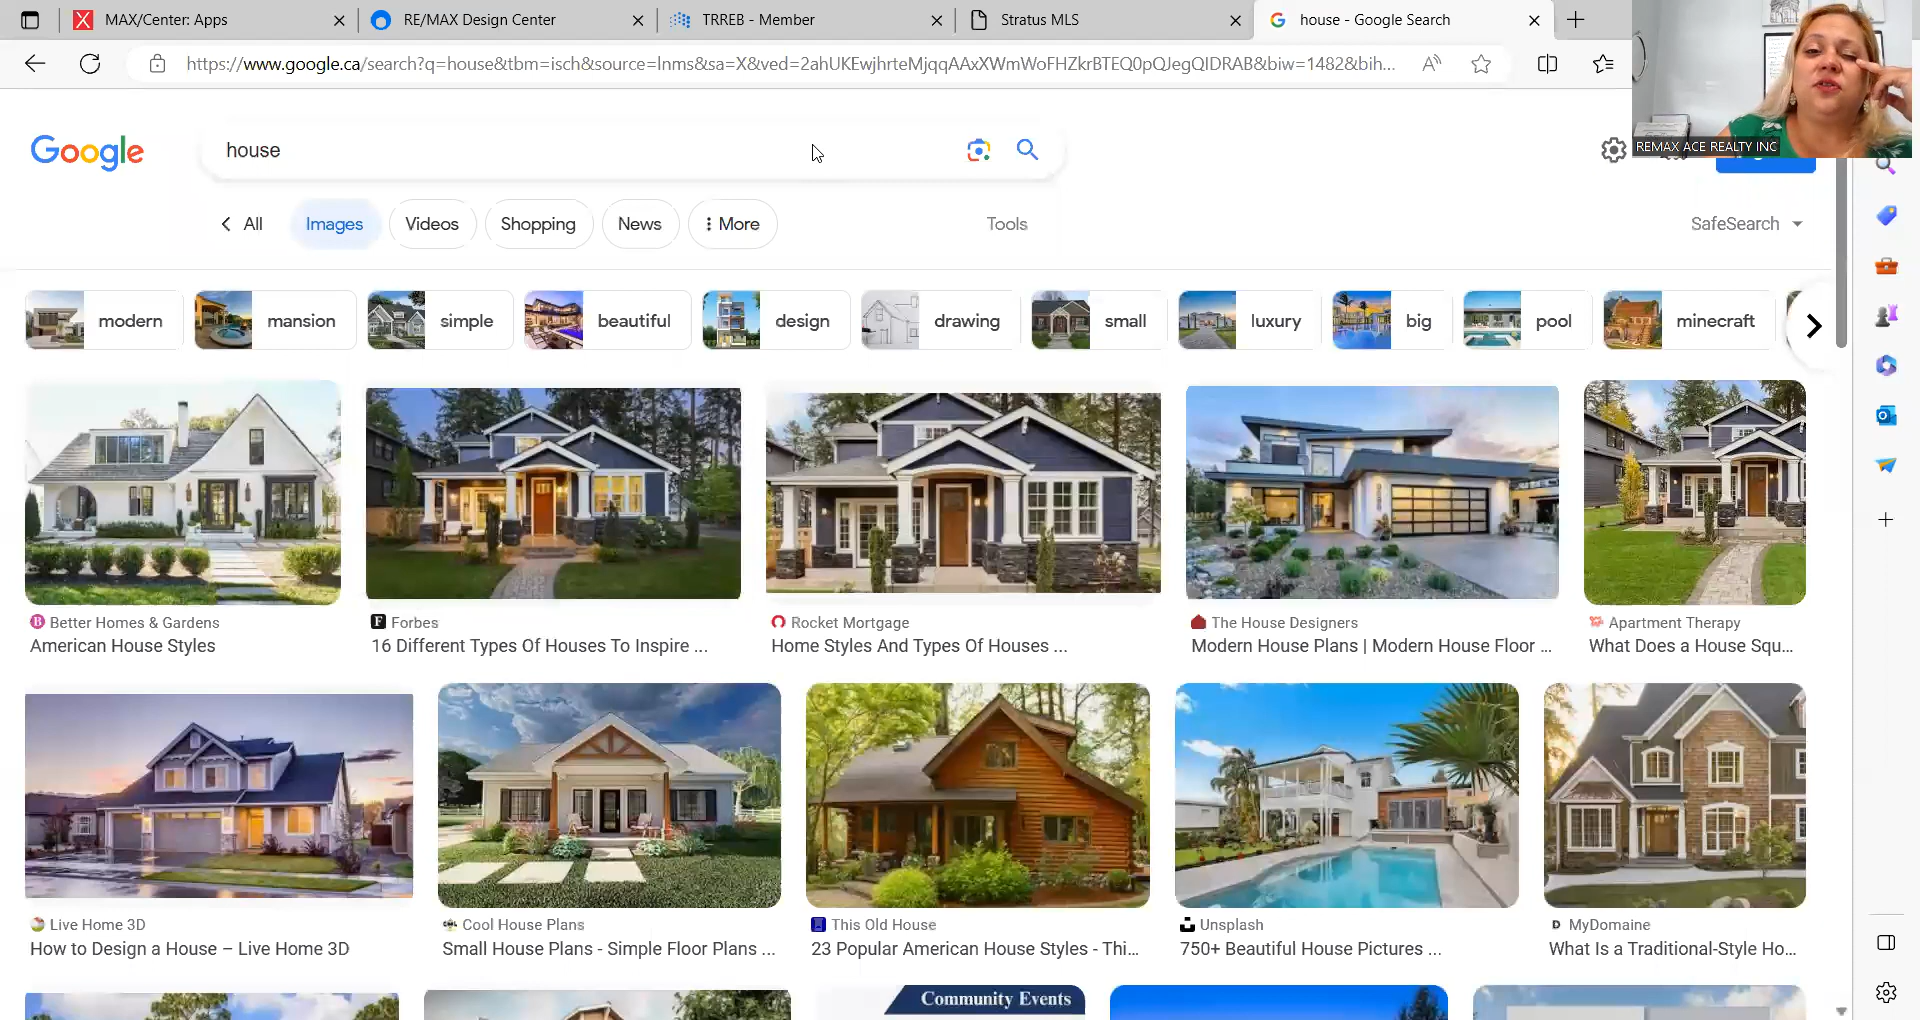 MAX/Center: Apps
RE/MAX Design Center
TRREB - Member
Stratus MLS
house - Google Search
https://www.google.ca/search?q=house&tbm=isch&source=lnms&sa=X&ved=2ahUKEwjhrteMjqqAAxXWmWoFHZkrBTEQ0pQJegQIDRAB&biw=1482&bih...
REMAX ACE REALTY INC
Google
house
All
Images
Videos
Shopping
News
More
Tools
SafeSearch
modern
mansion
simple
beautiful
design
drawing
small
luxury
big
pool
minecraft
Better Homes & Gardens
American House Styles
Forbes
16 Different Types Of Houses To Inspire ...
Rocket Mortgage
Home Styles And Types Of Houses ...
The House Designers
Modern House Plans | Modern House Floor ...
Apartment Therapy
What Does a House Squ...
Live Home 3D
How to Design a House – Live Home 3D
Cool House Plans
Small House Plans - Simple Floor Plans ...
This Old House
23 Popular American House Styles - Thi...
Unsplash
750+ Beautiful House Pictures ...
MyDomaine
What Is a Traditional-Style Ho...
Community Events